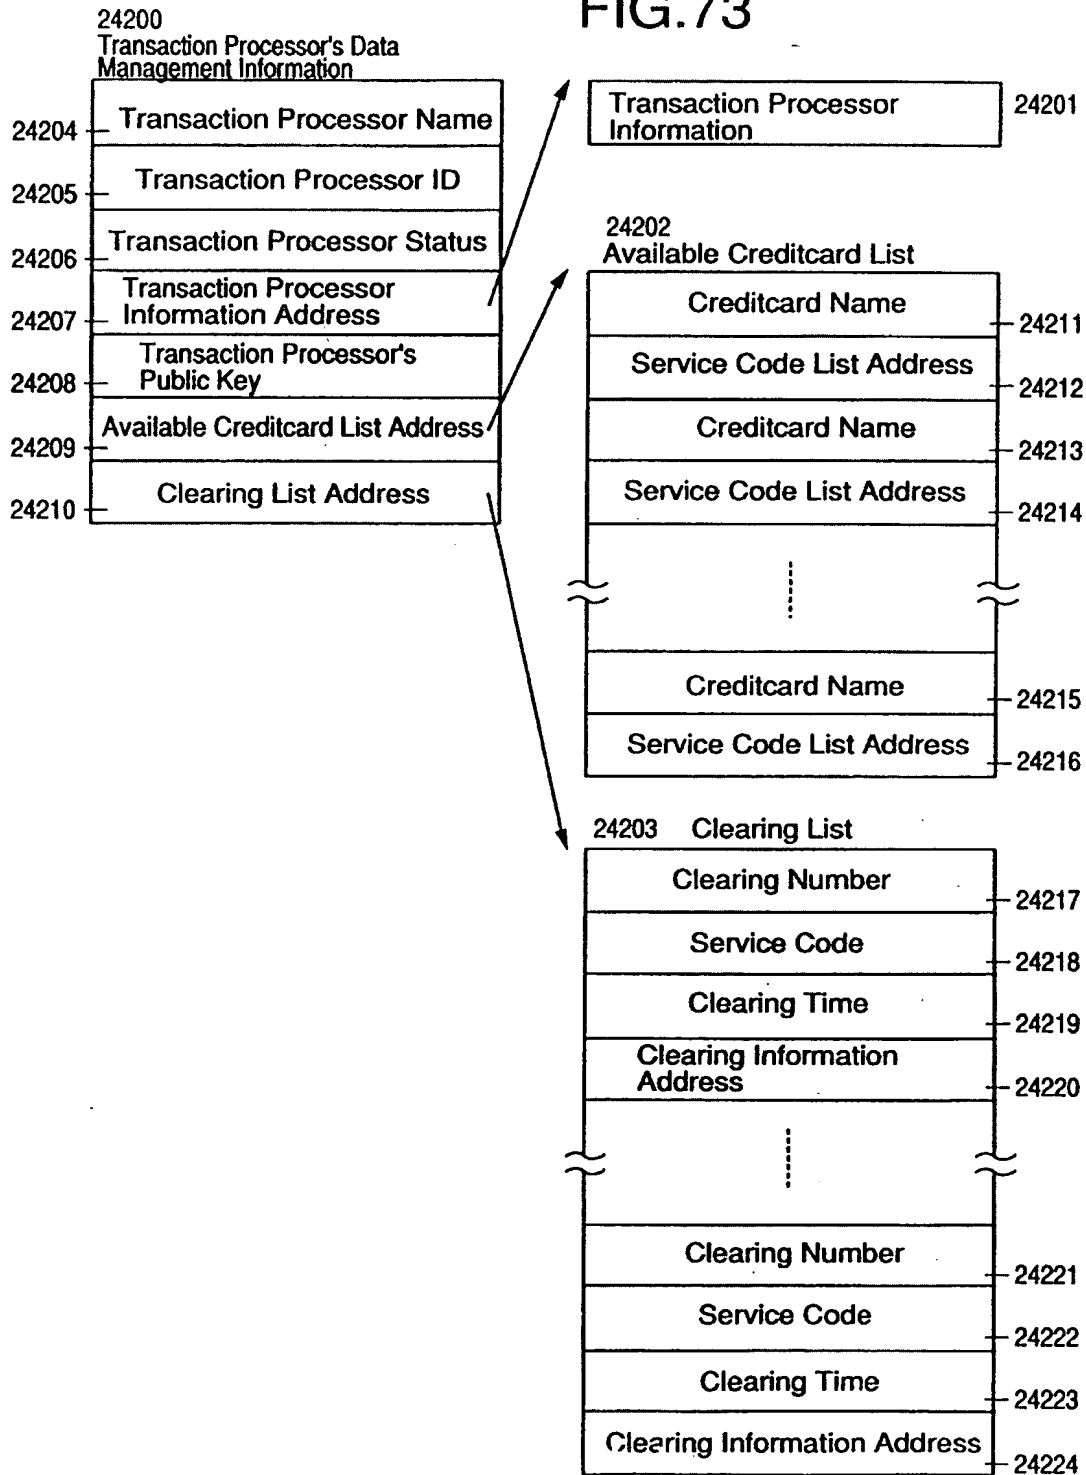 FIG.73
24200
Transaction Processor's Data
Management Information
24204
Transaction Processor Name
24205
Transaction Processor ID
24206
Transaction Processor Status
24207
Transaction Processor
Information Address
24208
Transaction Processor's
Public Key
24209
Available Creditcard List Address
24210
Clearing List Address
Transaction Processor
Information
24201
24202
Available Creditcard List
Creditcard Name
24211
Service Code List Address
24212
Creditcard Name
24213
Service Code List Address
24214
Creditcard Name
24215
Service Code List Address
24216
24203 Clearing List
Clearing Number
24217
Service Code
24218
Clearing Time
24219
Clearing Information
Address
24220
Clearing Number
24221
Service Code
24222
Clearing Time
24223
Clearing Information Address
24224